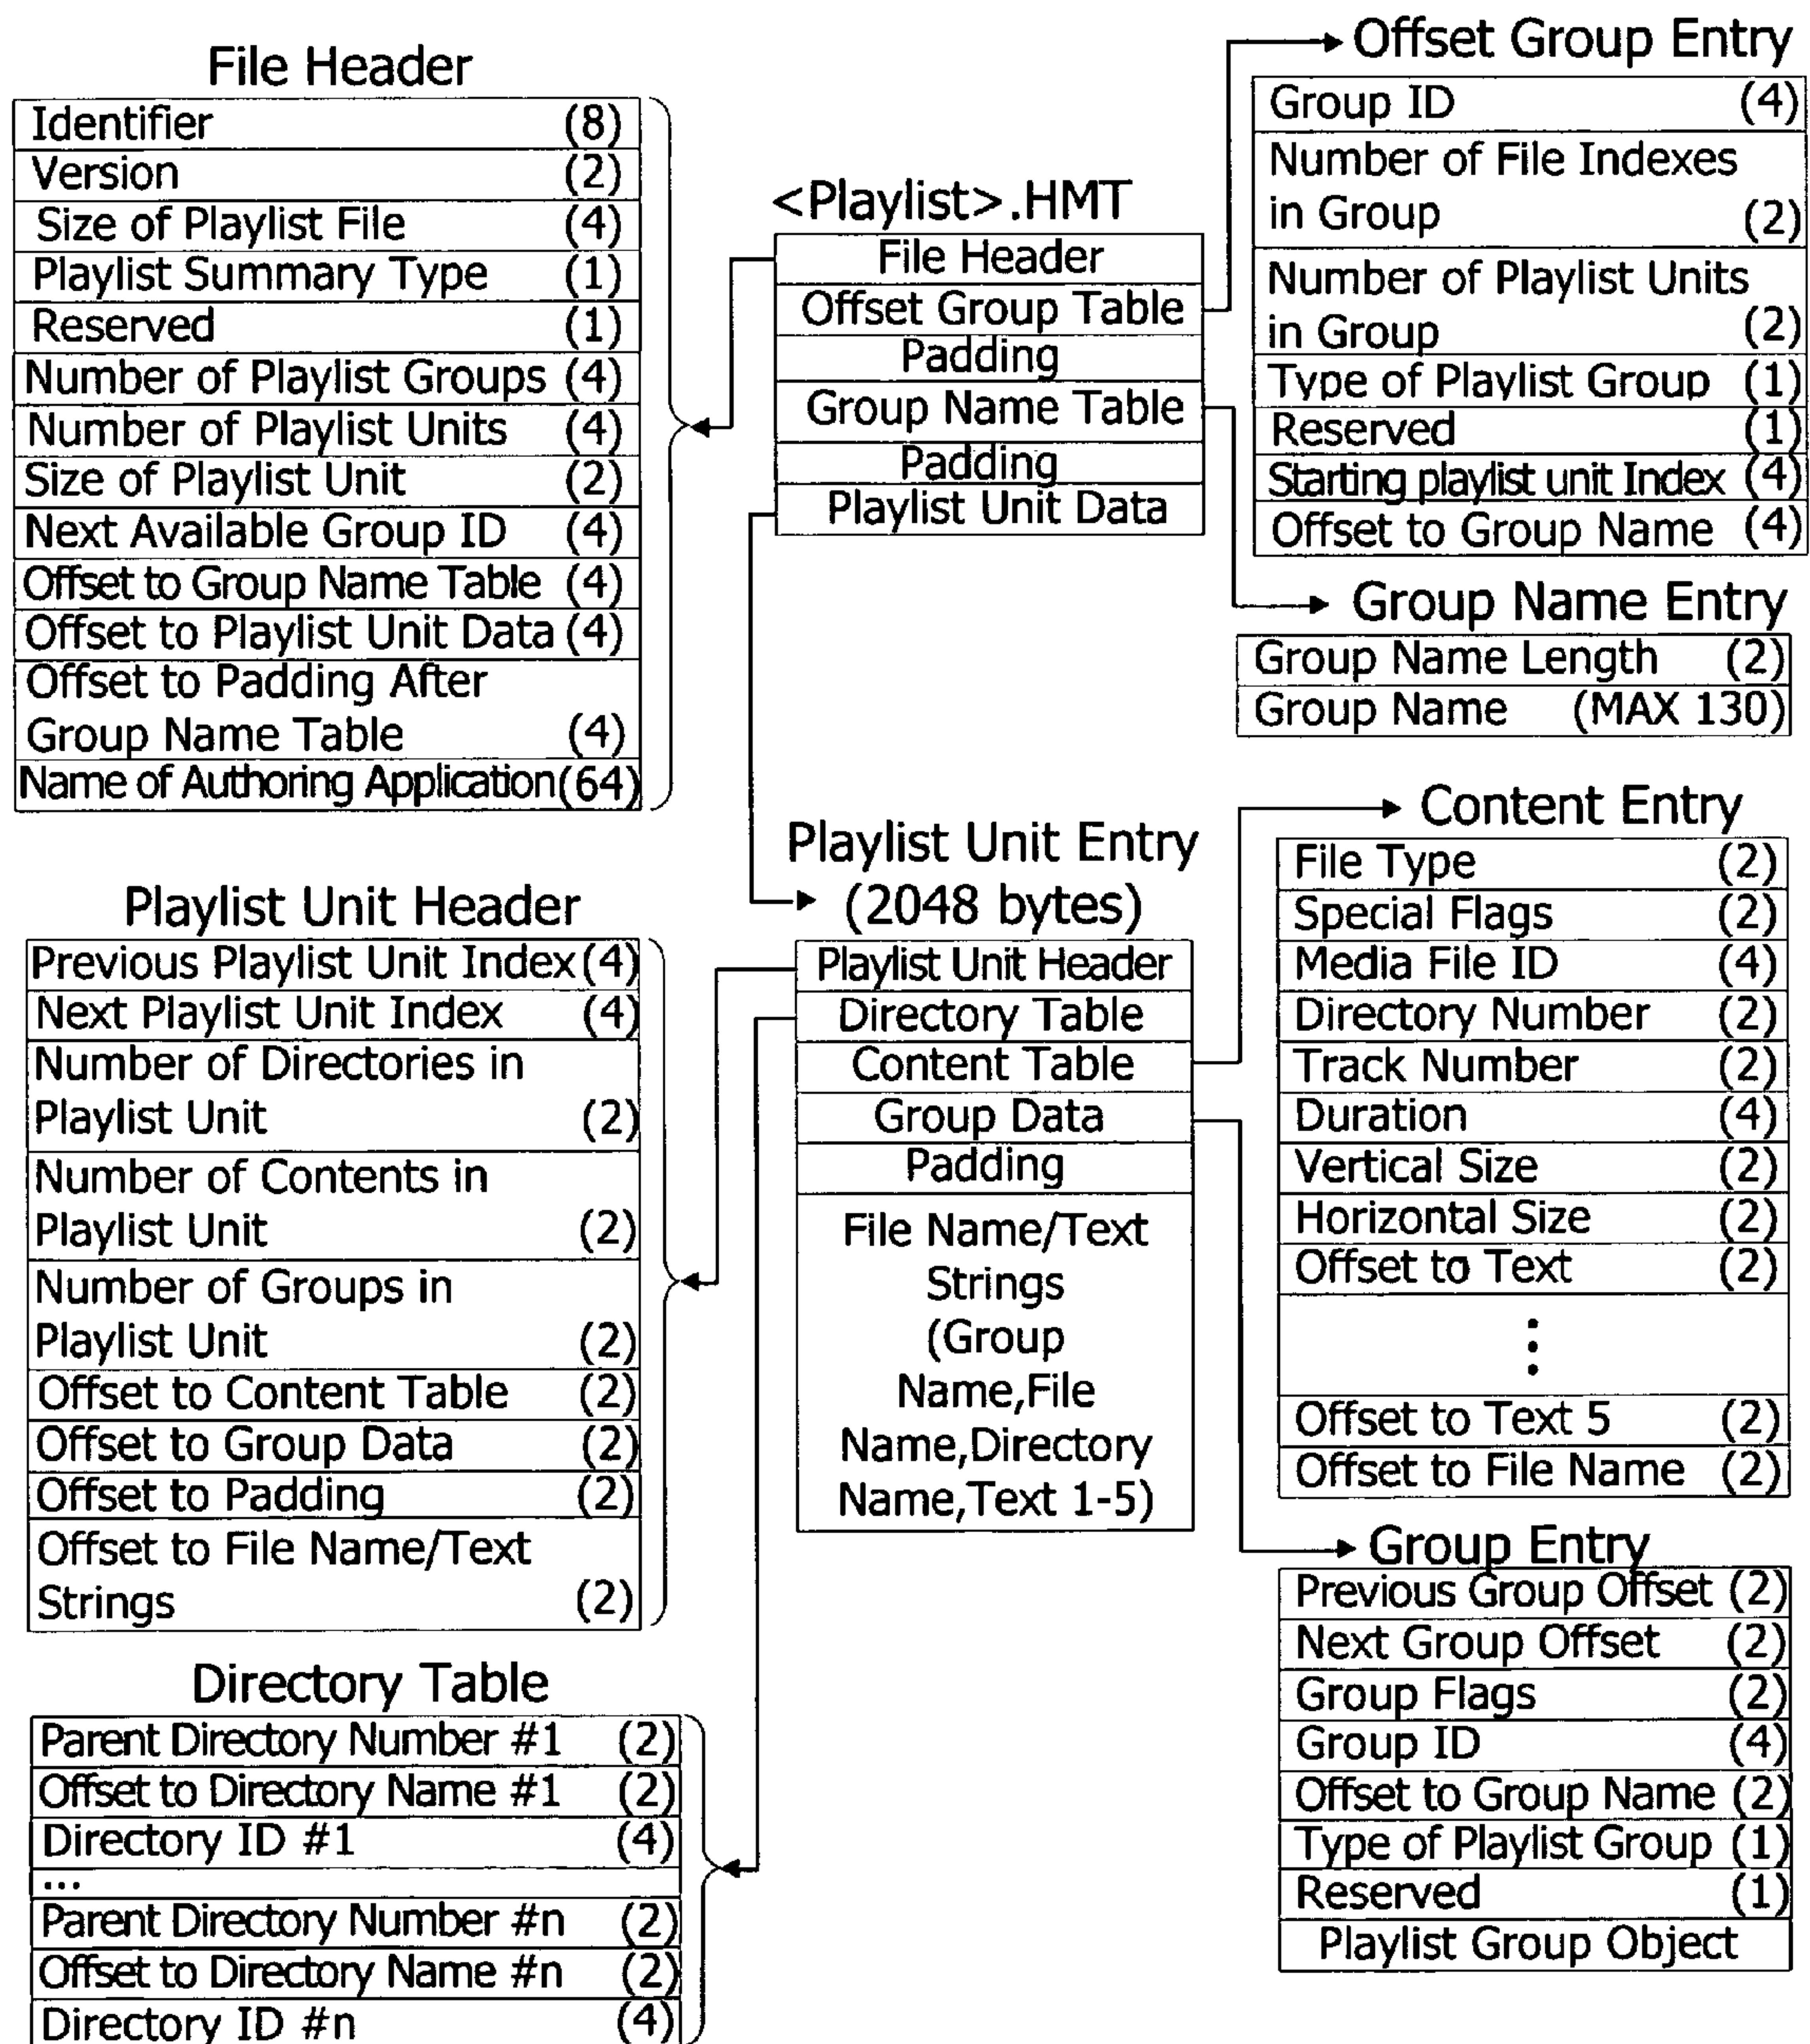 File Header
Identifier (8)
Version (2)
Size of Playlist File (4)
Playlist Summary Type (1)
Reserved (1)
Number of Playlist Groups (4)
Number of Playlist Units (4)
Size of Playlist Unit (2)
Next Available Group ID (4)
Offset to Group Name Table (4)
Offset to Playlist Unit Data (4)
Offset to Padding After
Group Name Table (4)
Name of Authoring Application (64)
<Playlist>.HMT
File Header
Offset Group Table
Padding
Group Name Table
Padding
Playlist Unit Data
Offset Group Entry
Group ID (4)
Number of File Indexes
in Group (2)
Number of Playlist Units
in Group (2)
Type of Playlist Group (1)
Reserved (1)
Starting playlist unit Index (4)
Offset to Group Name (4)
Group Name Entry
Group Name Length (2)
Group Name (MAX 130)
Playlist Unit Header
Previous Playlist Unit Index (4)
Next Playlist Unit Index (4)
Number of Directories in
Playlist Unit (2)
Number of Contents in
Playlist Unit (2)
Number of Groups in
Playlist Unit (2)
Offset to Content Table (2)
Offset to Group Data (2)
Offset to Padding (2)
Offset to File Name/Text
Strings (2)
Playlist Unit Entry
(2048 bytes)
Playlist Unit Header
Directory Table
Content Table
Group Data
Padding
File Name/Text
Strings
(Group
Name,File
Name,Directory
Name,Text 1-5)
Content Entry
File Type (2)
Special Flags (2)
Media File ID (4)
Directory Number (2)
Track Number (2)
Duration (4)
Vertical Size (2)
Horizontal Size (2)
Offset to Text (2)
⋮
Offset to Text 5 (2)
Offset to File Name (2)
Group Entry
Previous Group Offset (2)
Next Group Offset (2)
Group Flags (2)
Group ID (4)
Offset to Group Name (2)
Type of Playlist Group (1)
Reserved (1)
Playlist Group Object
Directory Table
Parent Directory Number #1 (2)
Offset to Directory Name #1 (2)
Directory ID #1 (4)
...
Parent Directory Number #n (2)
Offset to Directory Name #n (2)
Directory ID #n (4)